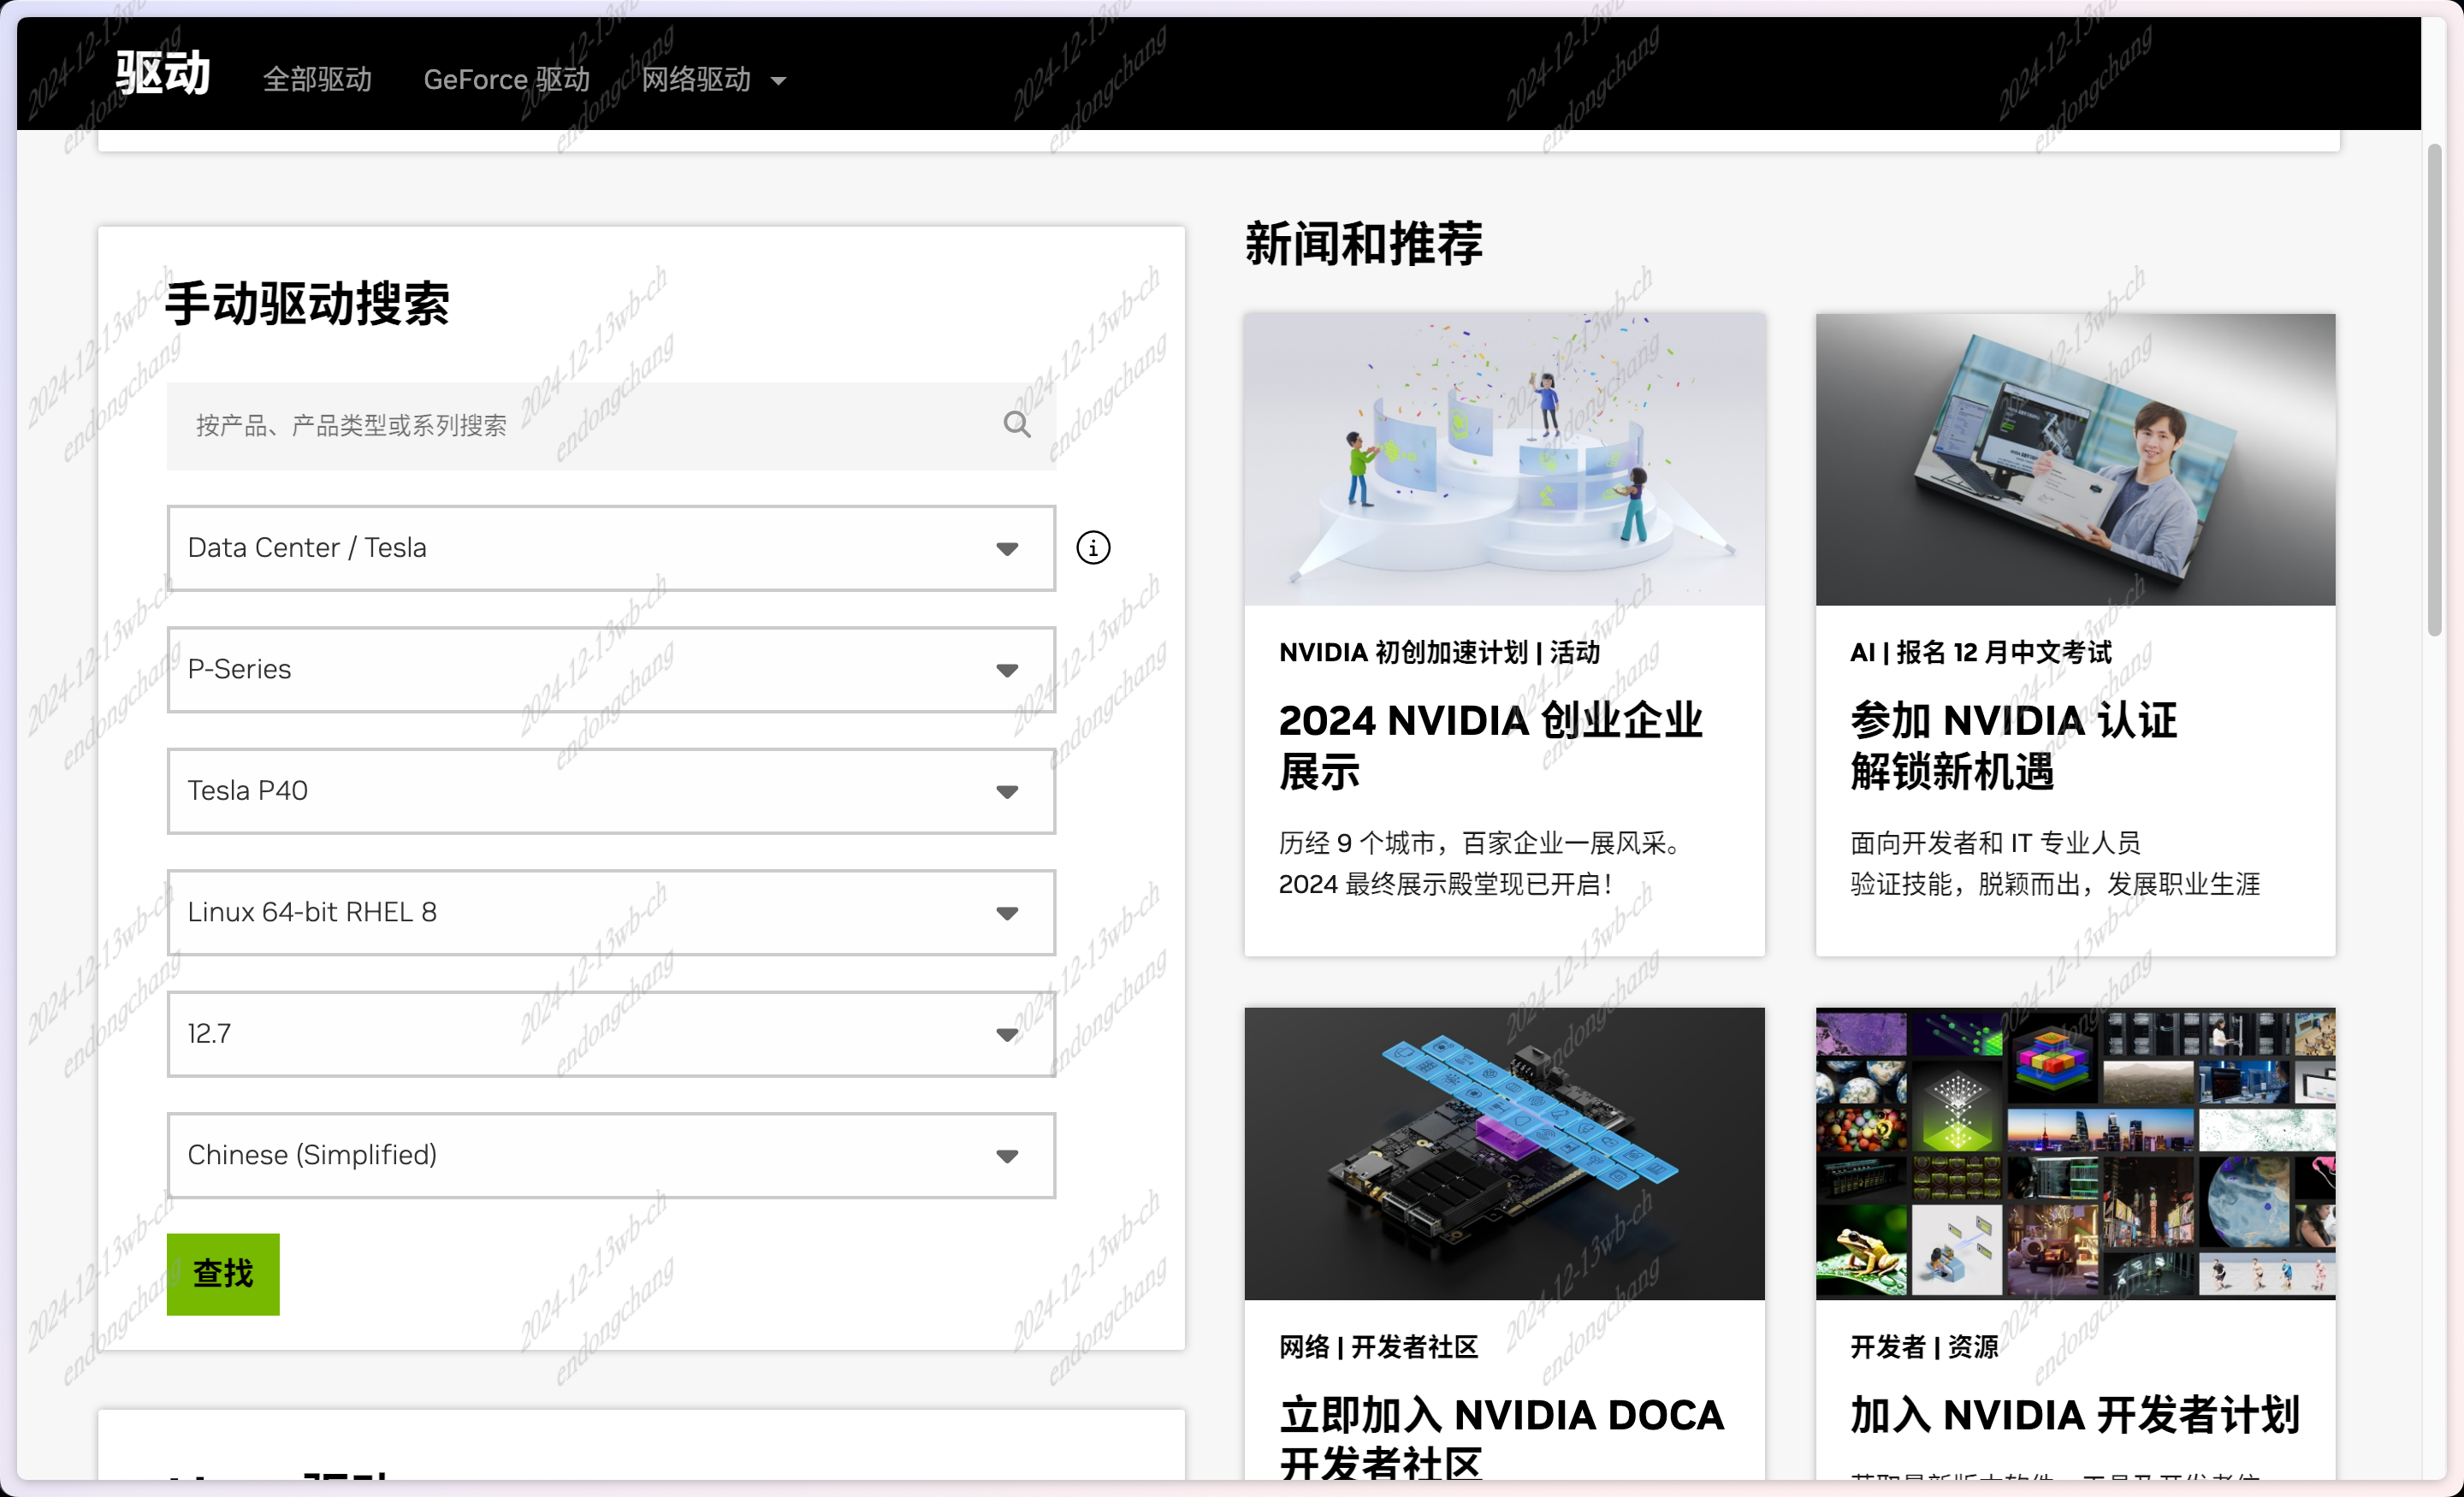 驱动
全部驱动
GeForce 驱动
网络驱动
手动驱动搜索
按产品、产品类型或系列搜索
Data Center / Tesla
P-Series
Tesla P40
Linux 64-bit RHEL 8
12.7
Chinese (Simplified)
查找
新闻和推荐
NVIDIA 初创加速计划 | 活动
2024 NVIDIA 创业企业
展示
历经 9 个城市，百家企业一展风采。
2024 最终展示殿堂现已开启！
AI | 报名 12 月中文考试
参加 NVIDIA 认证
解锁新机遇
面向开发者和 IT 专业人员
验证技能，脱颖而出，发展职业生涯
网络 | 开发者社区
立即加入 NVIDIA DOCA
开发者社区
开发者 | 资源
加入 NVIDIA 开发者计划
2024-12-13wb-ch
endongchang